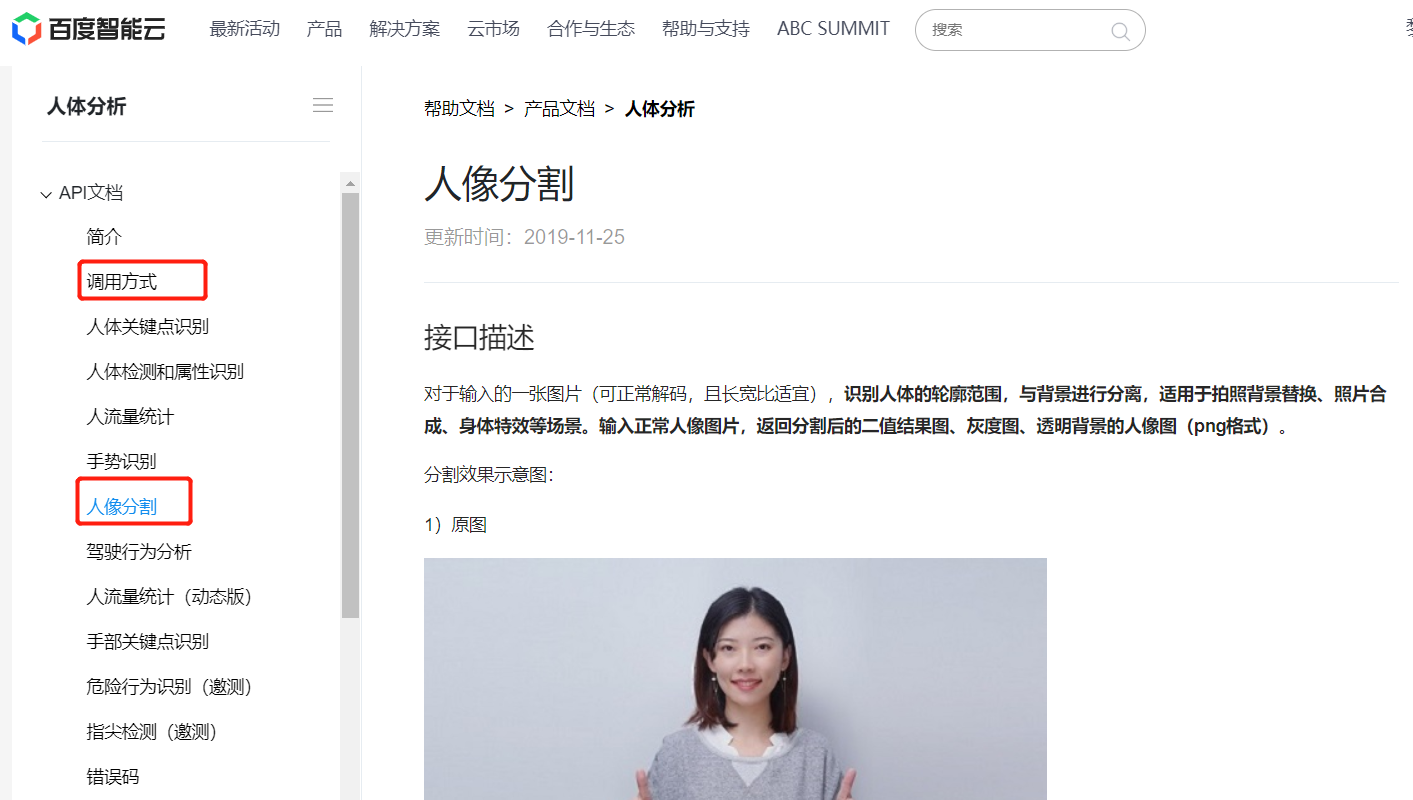 百度智能云 最新活动 产品 解决方案 云市场 合作与生态 帮助与支持 ABC SUMMIT 搜索
人体分析
API文档
简介
调用方式
人体关键点识别
人体检测和属性识别
人流量统计
手势识别
人像分割
驾驶行为分析
人流量统计（动态版）
手部关键点识别
危险行为识别（邀测）
指尖检测（邀测）
错误码
帮助文档 > 产品文档 > 人体分析
人像分割
更新时间：2019-11-25
接口描述
对于输入的一张图片（可正常解码，且长宽比适宜），识别人体的轮廓范围，与背景进行分离，适用于拍照背景替换、照片合
成、身体特效等场景。输入正常人像图片，返回分割后的二值结果图、灰度图、透明背景的人像图（png格式）。
分割效果示意图：
1）原图